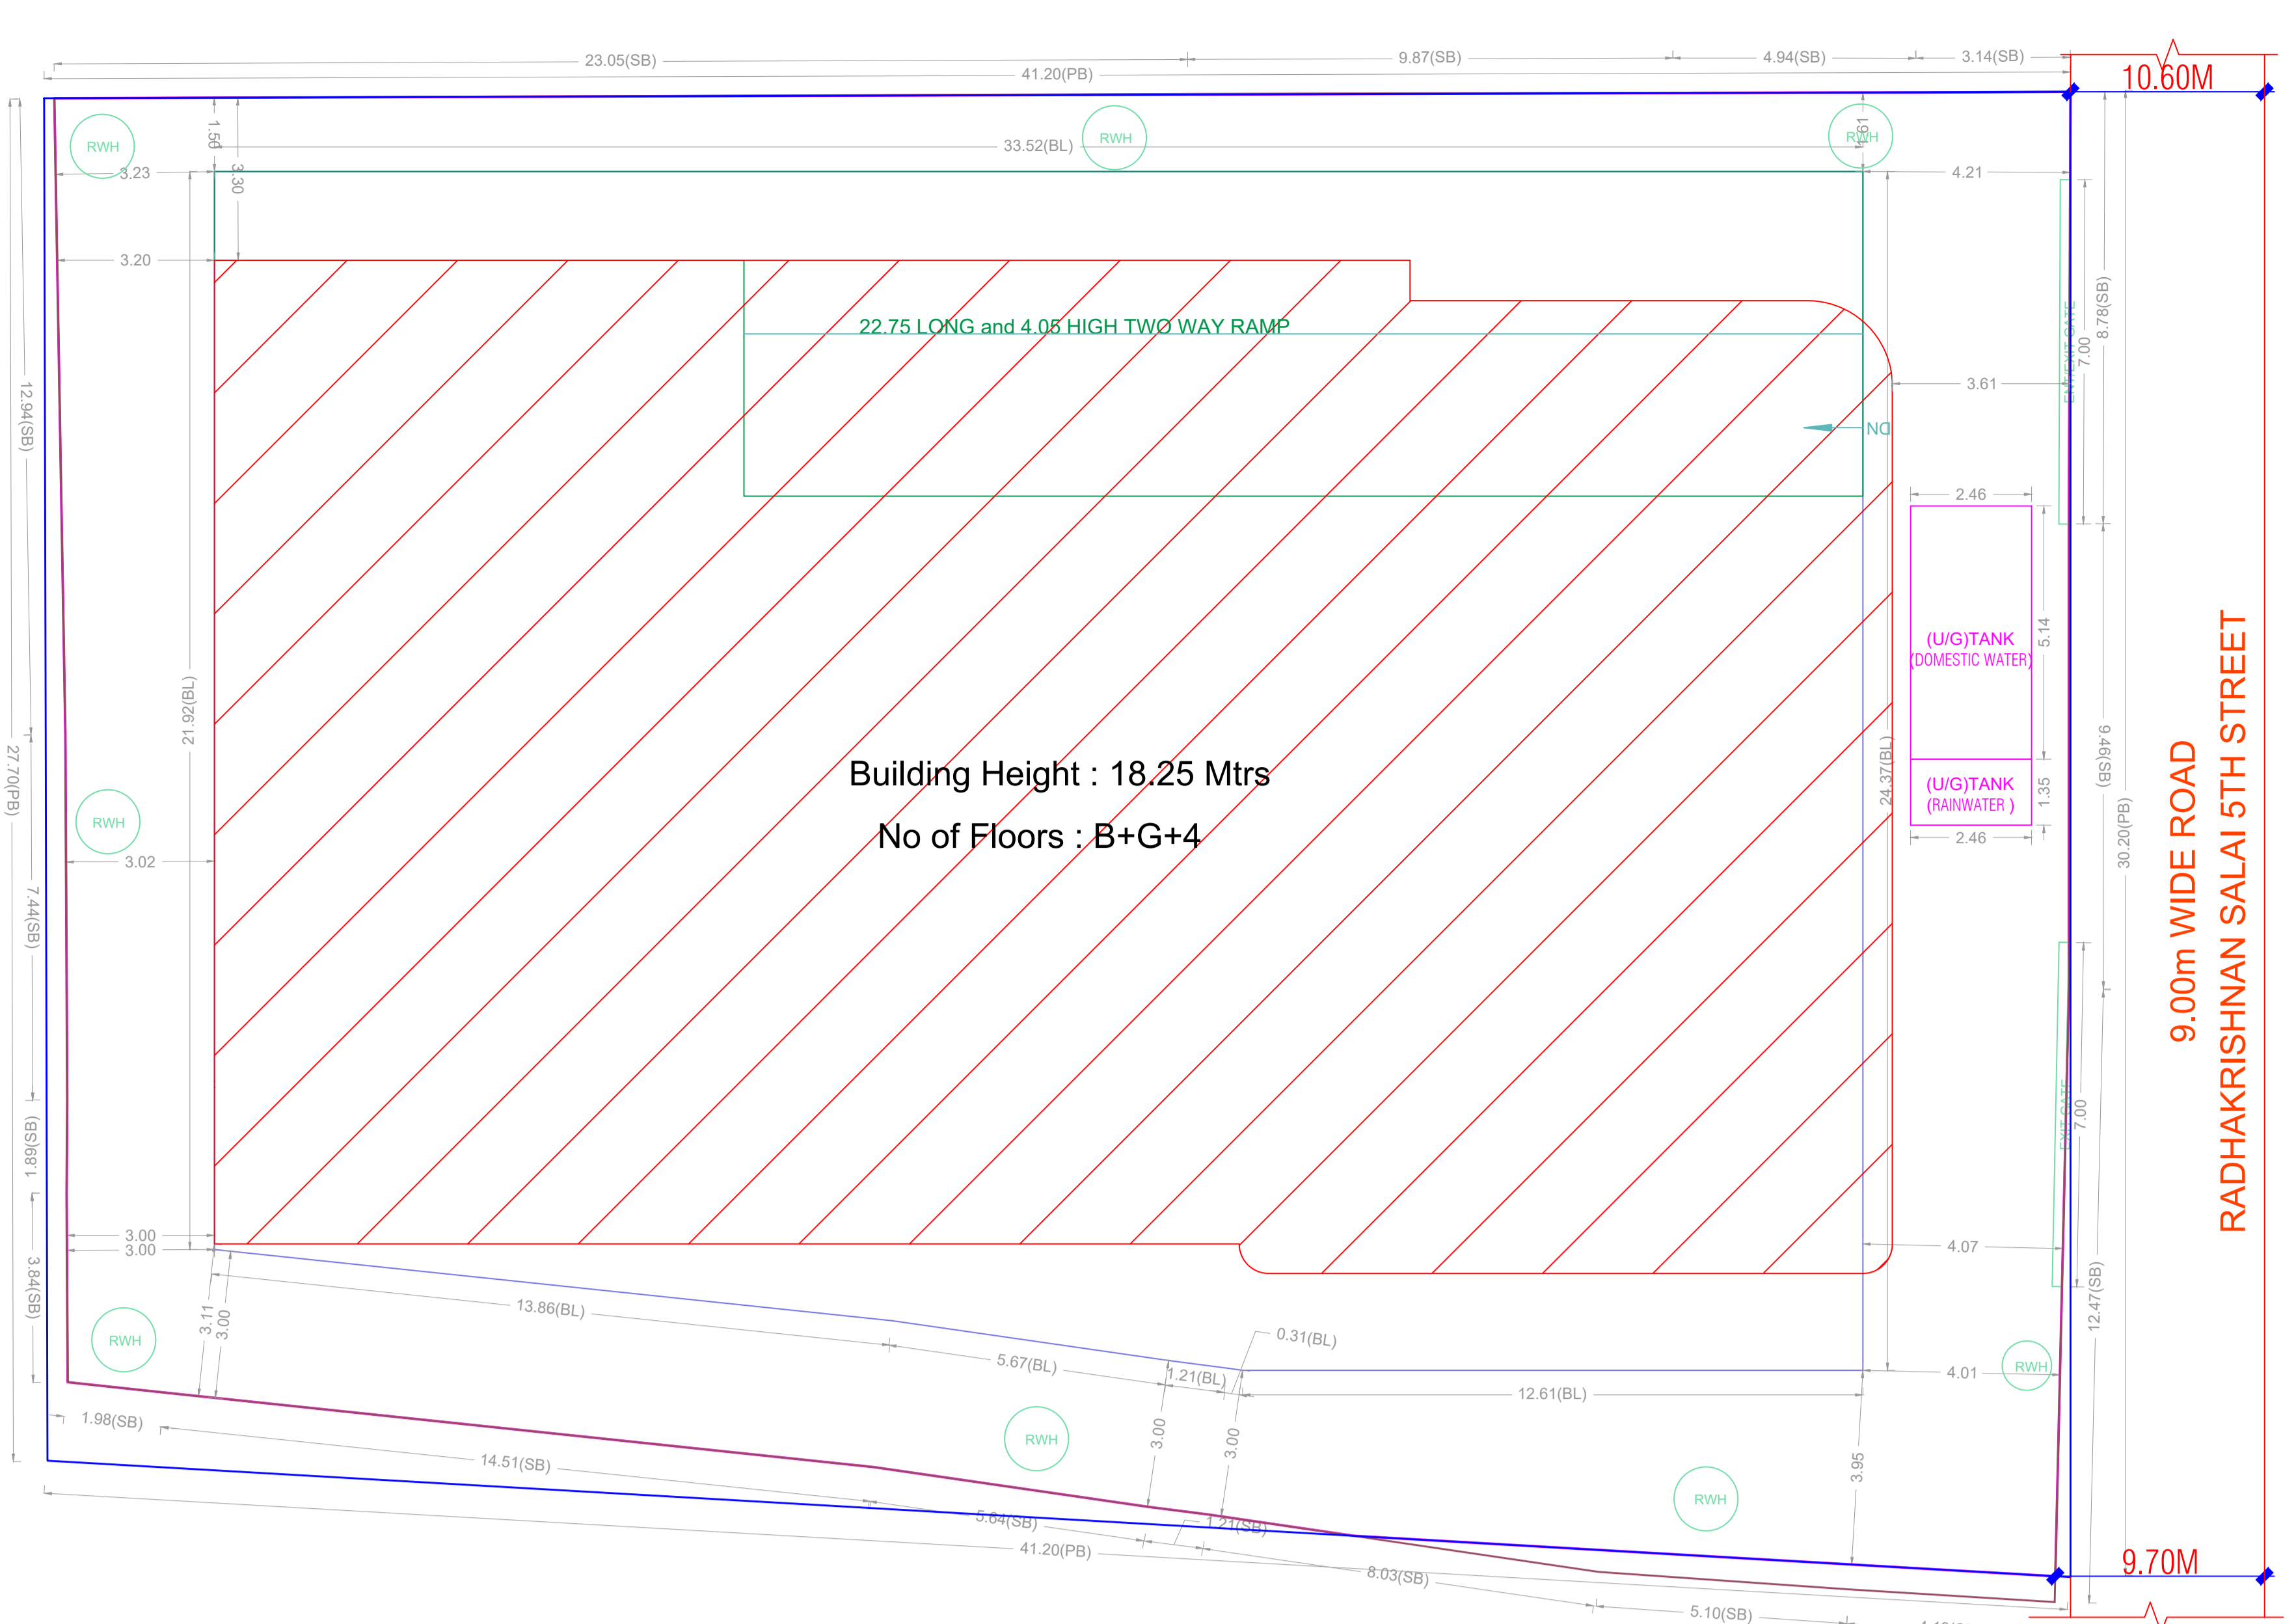 23.05(SB)
9.87(SB)
4.94(SB)
3.14(SB)
41.20(PB)
10.60M
RWH
RWH
RWH
1.50
1.61
33.52(BL)
3.23
3.30
4.21
3.20
22.75 LONG and 4.05 HIGH TWO WAY RAMP
ENT/EXIT GATE
7.00
8.78(SB)
3.61
DN
12.94(SB)
2.46
(U/G)TANK
(DOMESTIC WATER)
5.14
21.92(BL)
27.70(PB)
Building Height : 18.25 Mtrs
No of Floors : B+G+4
24.37(BL)
(U/G)TANK
(RAINWATER )
1.35
2.46
9.46(SB)
30.20(PB)
9.00m WIDE ROAD
RADHAKRISHNAN SALAI 5TH STREET
RWH
3.02
7.44(SB)
EXIT GATE
7.00
1.89(SB)
3.00
3.00
4.07
3.84(SB)
12.47(SB)
3.11
3.00
13.86(BL)
0.31(BL)
RWH
5.67(BL)
1.21(BL)
12.61(BL)
4.01
RWH
1.98(SB)
3.00
3.00
RWH
14.51(SB)
3.95
RWH
5.84(SB)
1.21(SB)
41.20(PB)
8.03(SB)
9.70M
5.10(SB)